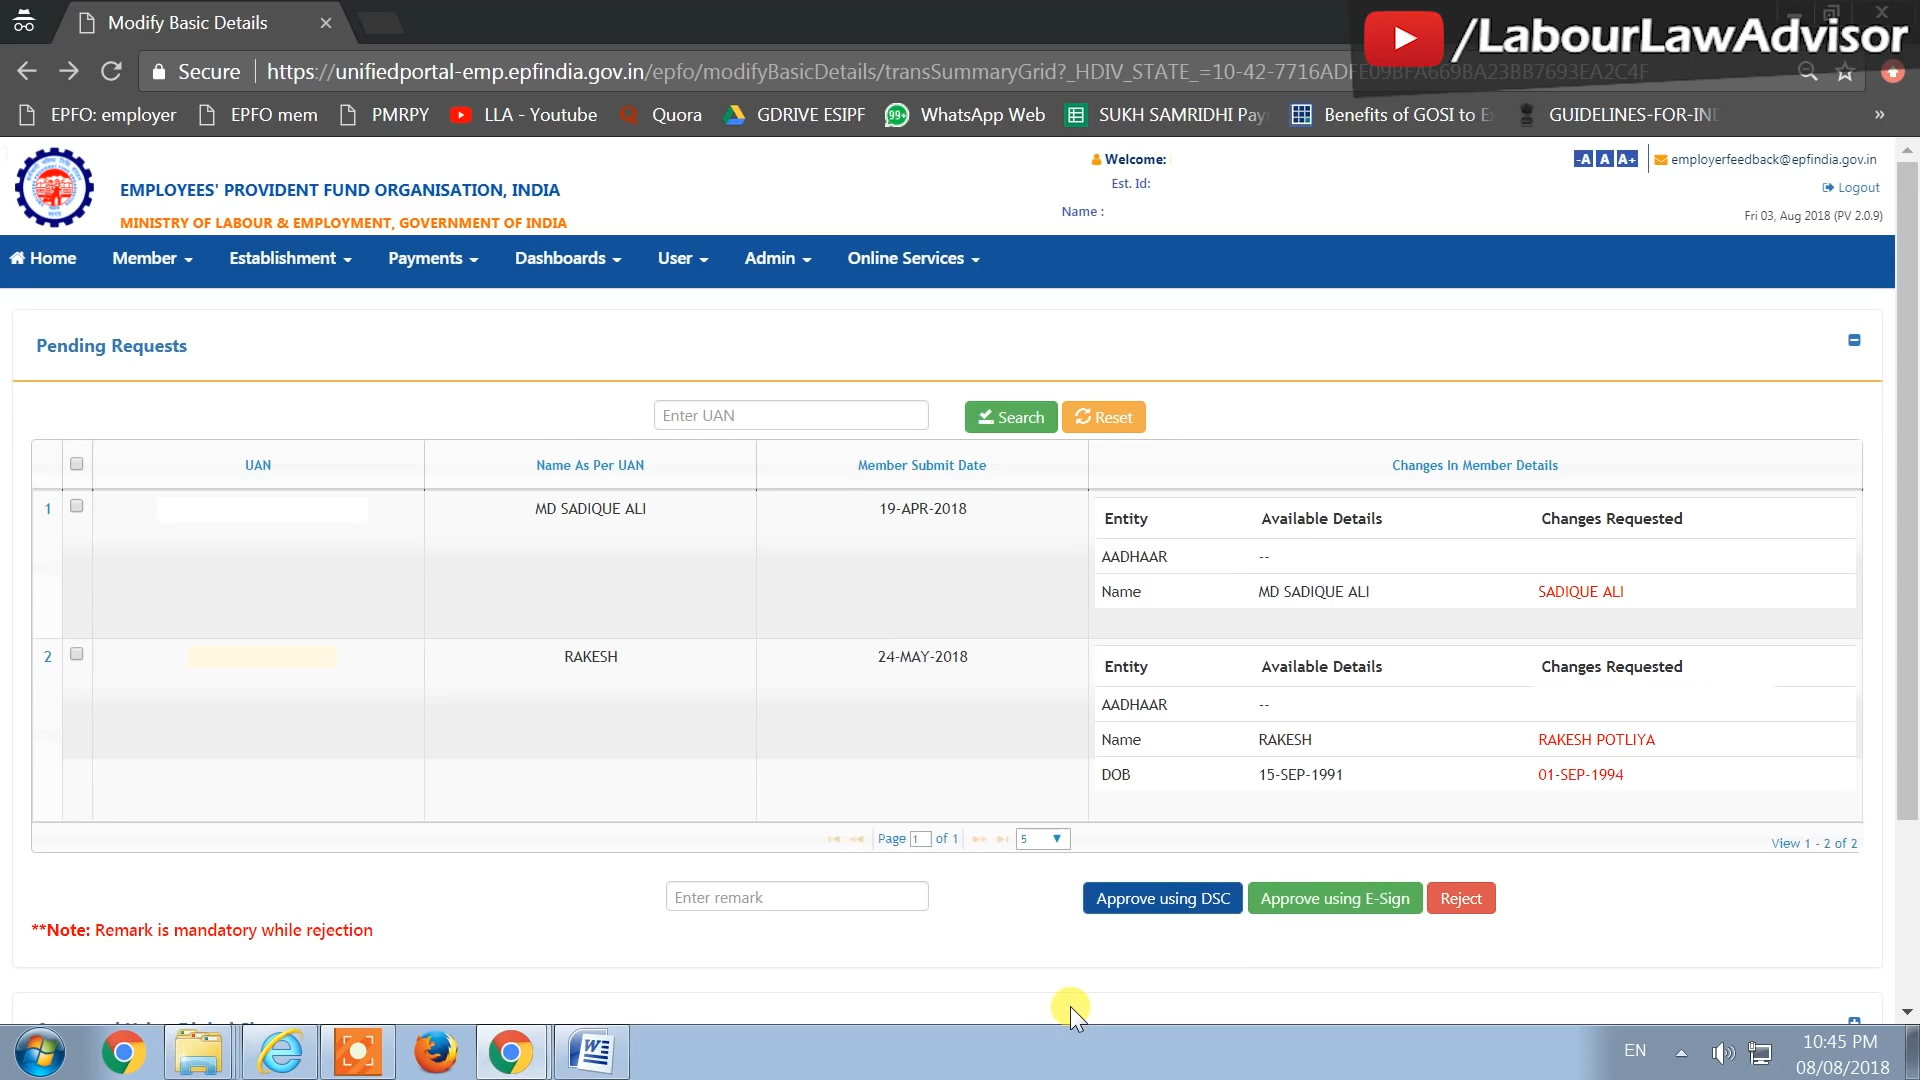 Modify Basic Details
/LabourLawAdvisor
Secure https://unifiedportal-emp.epfindia.gov.in/epfo/modifyBasicDetails/transSummaryGrid?_HDIV_STATE_=10-42-7716ADFE09BFA669BA23BB7693EA2C4F
EPFO: employer EPFO mem PMRPY LLA - Youtube Quora GDRIVE ESIPF 99+ WhatsApp Web SUKH SAMRIDHI Pay Benefits of GOSI to E GUIDELINES-FOR-IND »
Welcome: -A A A+ employerfeedback@epfindia.gov.in
EMPLOYEES' PROVIDENT FUND ORGANISATION, INDIA Est. Id: Logout
MINISTRY OF LABOUR & EMPLOYMENT, GOVERNMENT OF INDIA Name : Fri 03, Aug 2018 (PV 2.0.9)
Home Member Establishment Payments Dashboards User Admin Online Services
Pending Requests
Enter UAN Search Reset
UAN Name As Per UAN Member Submit Date Changes In Member Details
1 MD SADIQUE ALI 19-APR-2018
Entity Available Details Changes Requested
AADHAAR --
Name MD SADIQUE ALI SADIQUE ALI
2 RAKESH 24-MAY-2018
Entity Available Details Changes Requested
AADHAAR --
Name RAKESH RAKESH POTLIYA
DOB 15-SEP-1991 01-SEP-1994
Page 1 of 1 5 View 1 - 2 of 2
Enter remark Approve using DSC Approve using E-Sign Reject
**Note: Remark is mandatory while rejection
EN 10:45 PM
08/08/2018